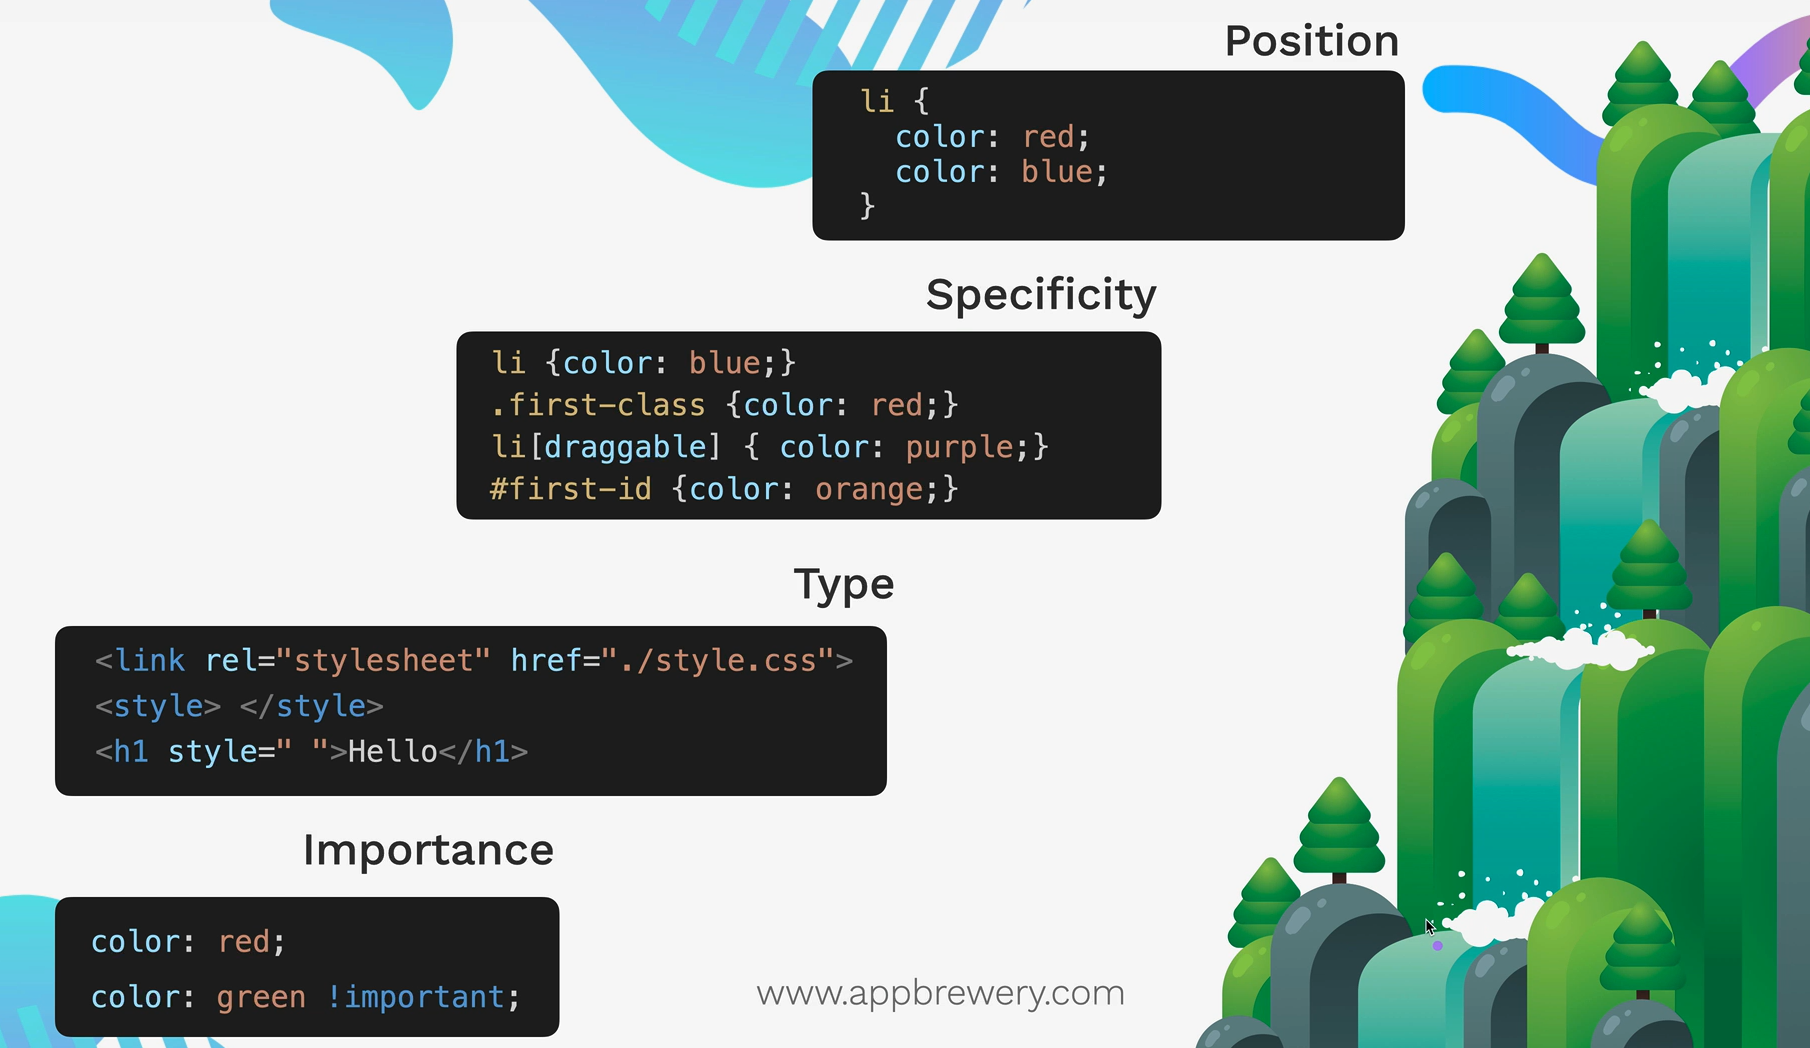 Position
li {
  color: red;
  color: blue;
}
Specificity
li {color: blue;}
.first-class {color: red;}
li[draggable] { color: purple;}
#first-id {color: orange;}
Type
<link rel="stylesheet" href="./style.css">
<style> </style>
<h1 style=" ">Hello</h1>
Importance
color: red;
color: green !important;
www.appbrewery.com